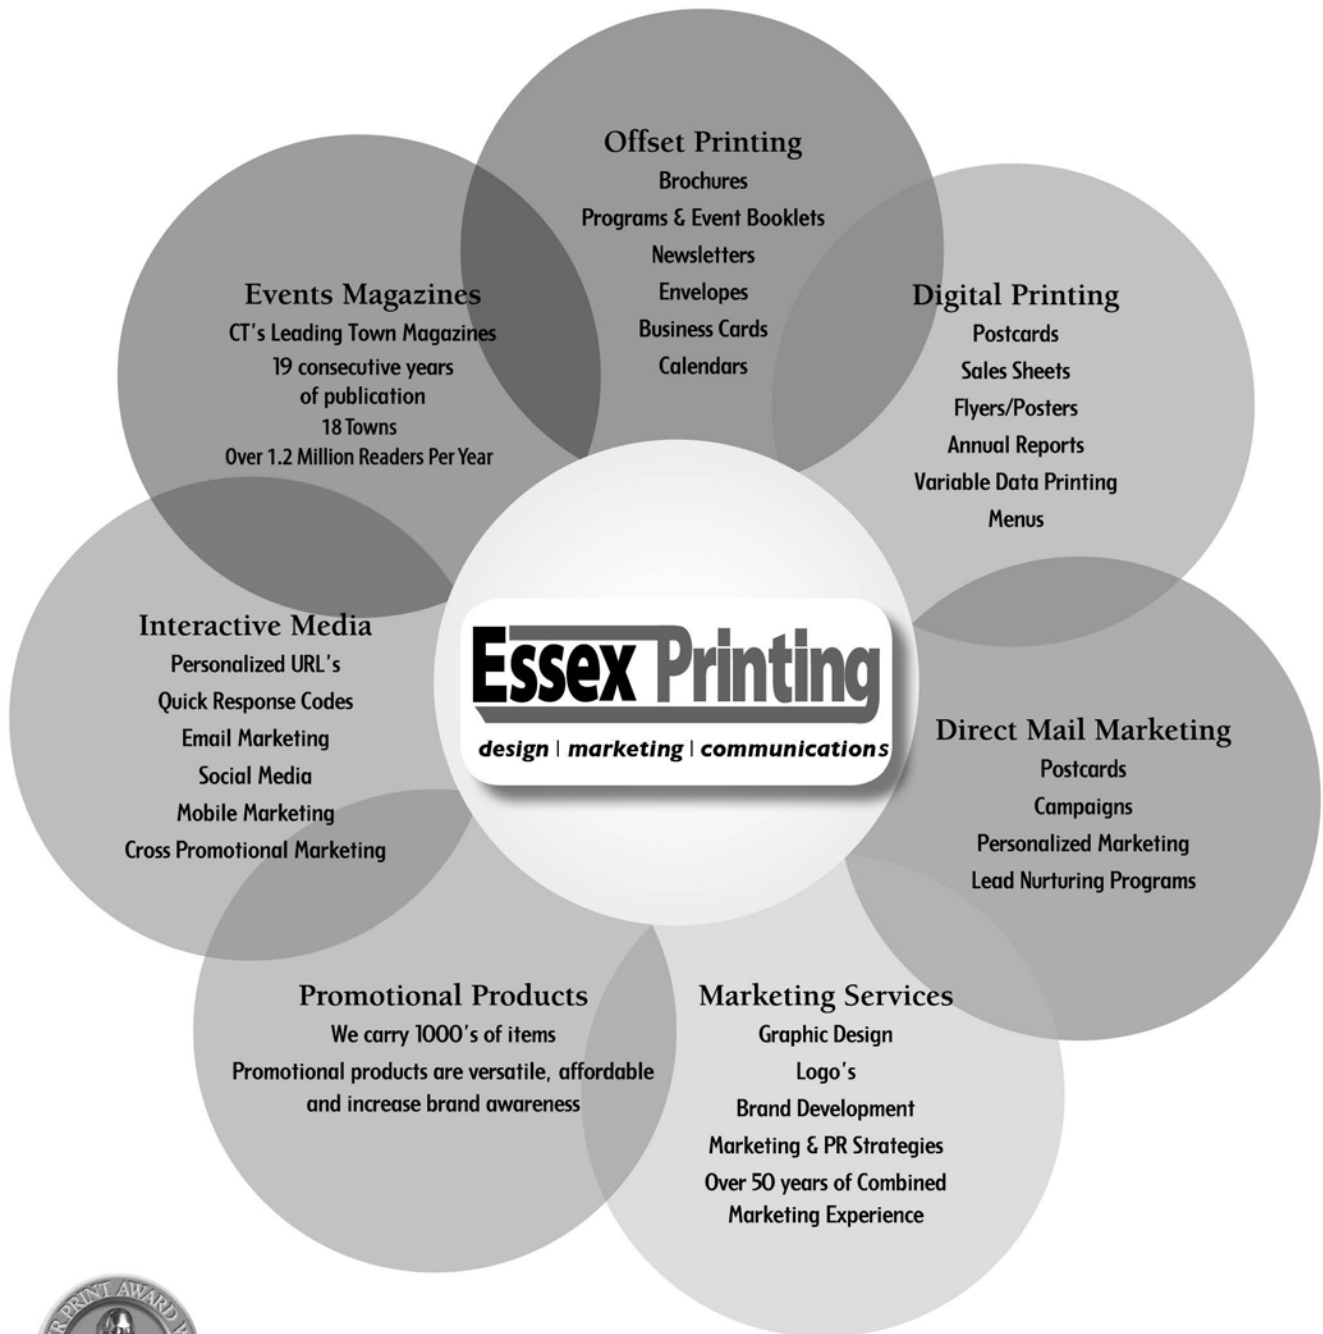 Offset Printing
Brochures
Programs & Event Booklets
Newsletters
Envelopes
Business Cards
Calendars
Digital Printing
Postcards
Sales Sheets
Flyers/Posters
Annual Reports
Variable Data Printing
Menus
Direct Mail Marketing
Postcards
Campaigns
Personalized Marketing
Lead Nurturing Programs
Marketing Services
Graphic Design
Logo's
Brand Development
Marketing & PR Strategies
Over 50 years of Combined
Marketing Experience
Promotional Products
We carry 1000's of items
Promotional products are versatile, affordable
and increase brand awareness
Interactive Media
Personalized URL's
Quick Response Codes
Email Marketing
Social Media
Mobile Marketing
Cross Promotional Marketing
Events Magazines
CT's Leading Town Magazines
19 consecutive years
of publication
18 Towns
Over 1.2 Million Readers Per Year
Essex Printing
design | marketing | communications
PRINT AWARD